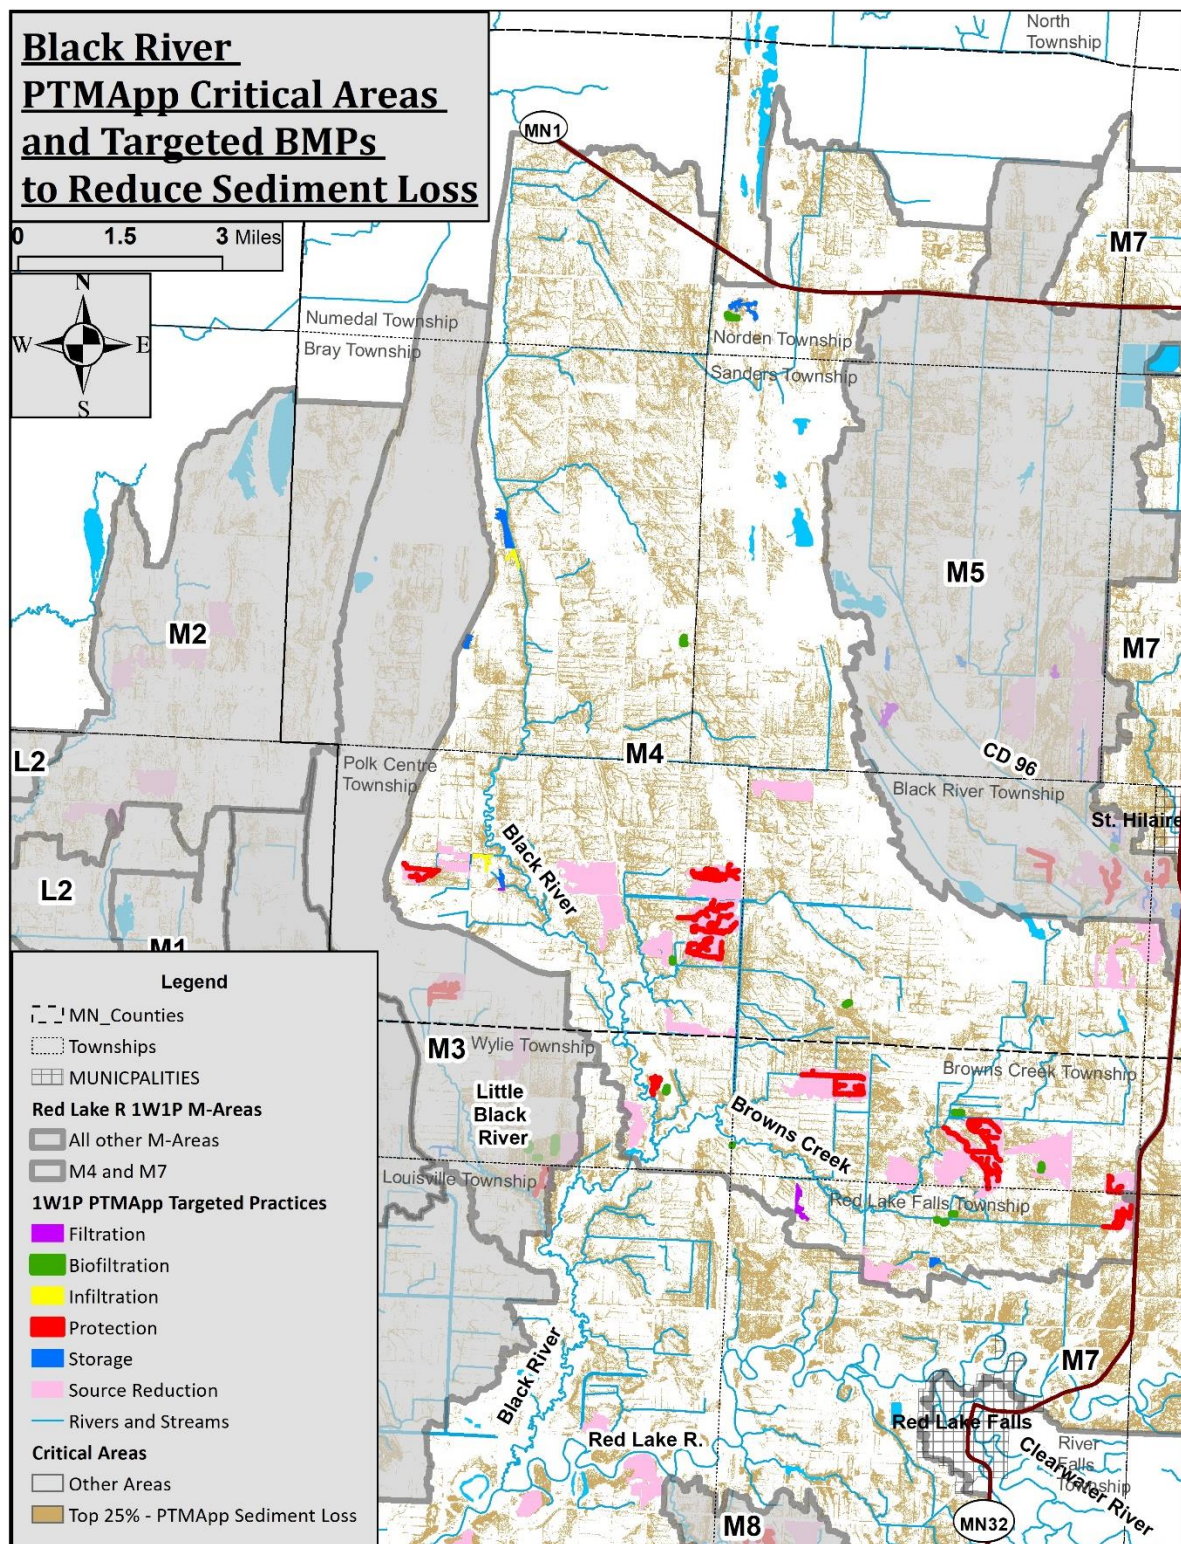 Black River
PTMApp Critical Areas
and Targeted BMPs
to Reduce Sediment Loss
0 1.5 3 Miles
N
W E
S
North
Township
MN1
M7
Numedal Township
Bray Township
Norden Township
Sanders Township
M5
M2
M7
M4
CD 96
L2
Polk Centre
Township
Black River Township
St. Hilaire
Black River
L2
M1
M3
Wylie Township
Browns Creek Township
Little
Black
River
Browns Creek
Louisville Township
Red Lake Falls Township
Black River
M7
Red Lake Falls
Red Lake R.
River
Falls
Township
Clearwater River
M8
MN32
Legend
MN_Counties
Townships
MUNICPALITIES
Red Lake R 1W1P M-Areas
All other M-Areas
M4 and M7
1W1P PTMApp Targeted Practices
Filtration
Biofiltration
Infiltration
Protection
Storage
Source Reduction
Rivers and Streams
Critical Areas
Other Areas
Top 25% - PTMApp Sediment Loss